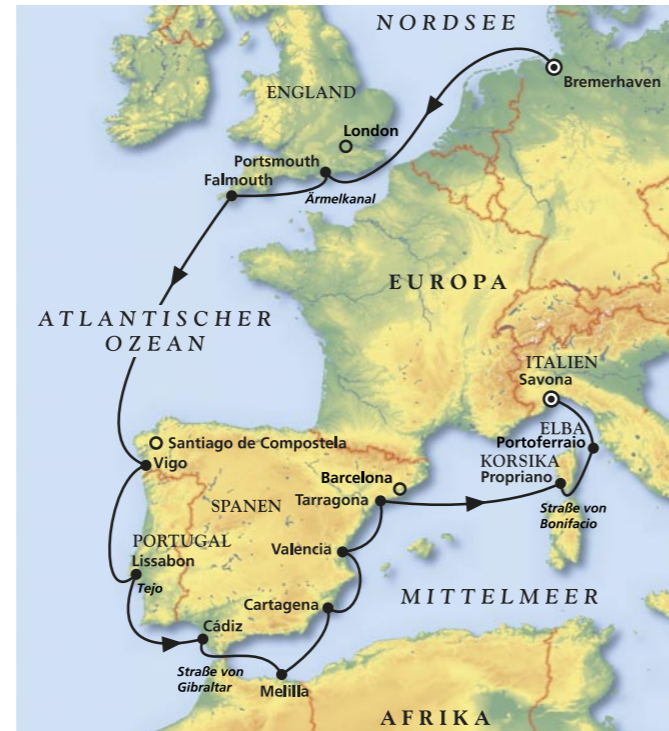 NORDSEE
Bremerhaven
ENGLAND
London
Portsmouth
Falmouth
Ärmelkanal
EUROPA
ATLANTISCHER
OZEAN
ITALIEN
Savona
ELBA
Portoferraio
KORSIKA
Propriano
Straße von
Bonifacio
Santiago de Compostela
Vigo
Barcelona
Tarragona
SPANEN
PORTUGAL
Lissabon
Tejo
Valencia
Cartagena
MITTELMEER
Cádiz
Straße von
Gibraltar
Melilla
AFRIKA